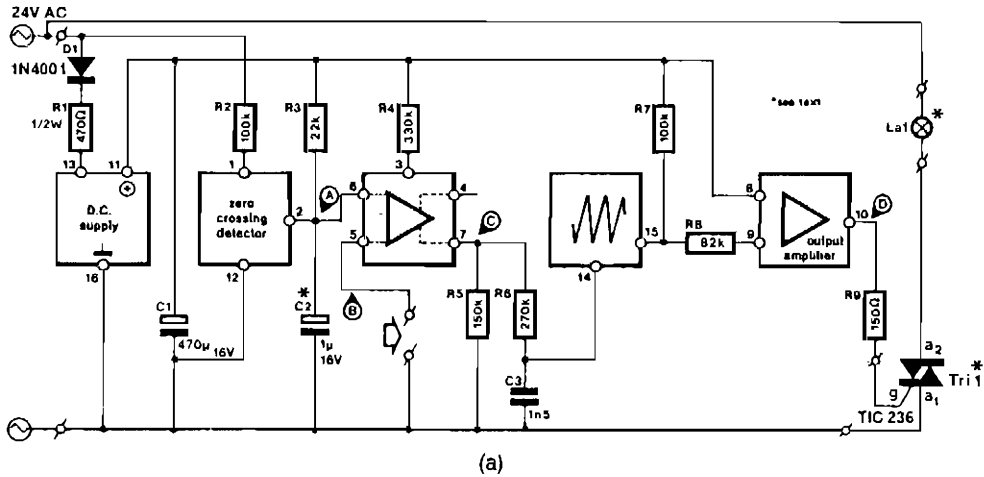 24V AC
D1
1N4001
R1
1/2W
470Ω
13
11
⊕
D.C.
supply
16
C1
470µ
16V
R2
100k
1
zero
crossing
detector
2
12
R3
22k
A
*
C2
1µ
16V
R4
330k
3
6
4
5
7
B
C
R5
150k
R6
270k
C3
1n5
14
15
R7
100k
R8
82k
*see text
8
9
10
output
amplifier
D
R9
150Ω
La1
*
a2
Tri1
*
g
a1
TIC 236
(a)